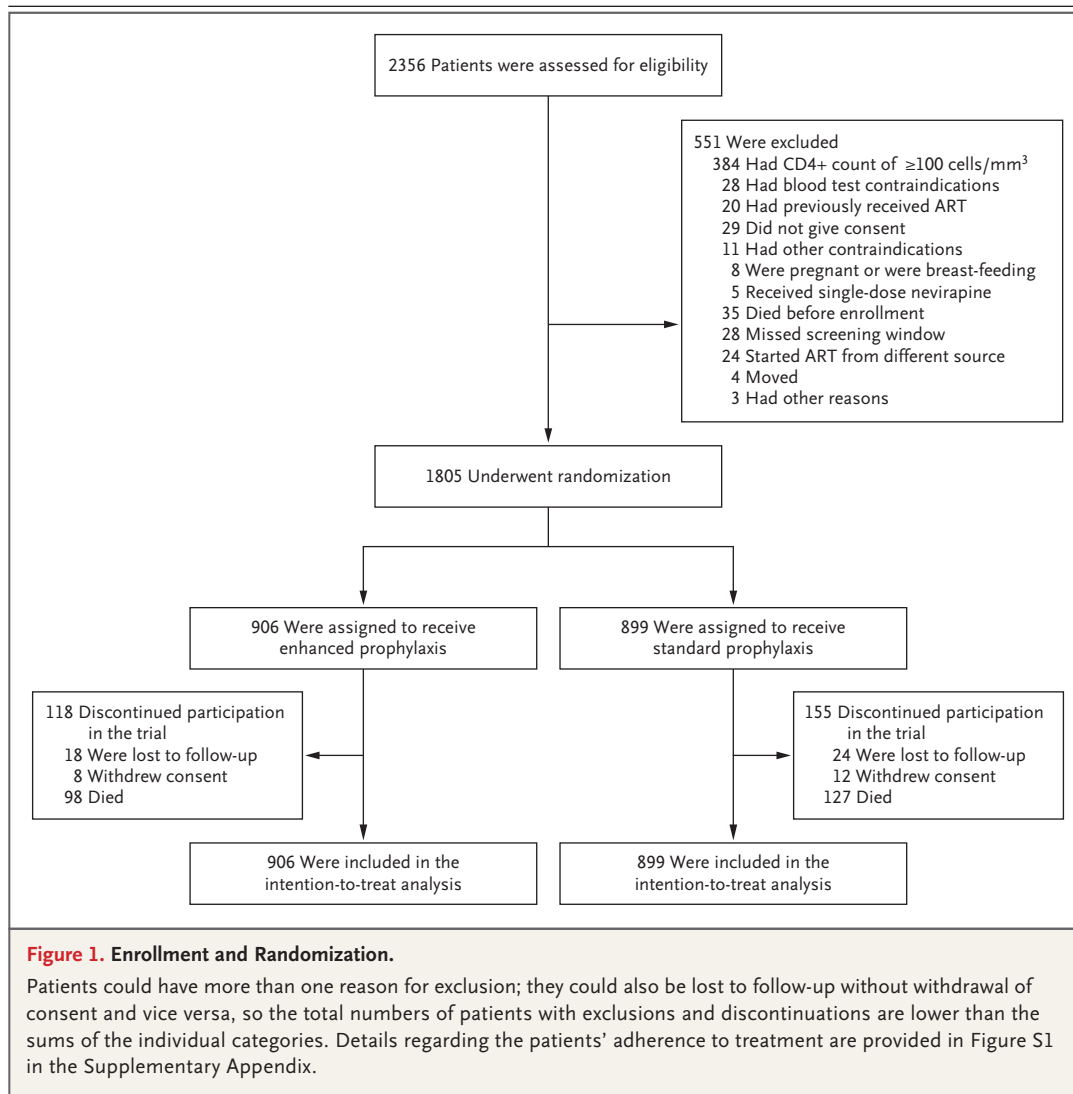 2356 Patients were assessed for eligibility
551 Were excluded
384 Had CD4+ count of ≥100 cells/mm³
28 Had blood test contraindications
20 Had previously received ART
29 Did not give consent
11 Had other contraindications
8 Were pregnant or were breast-feeding
5 Received single-dose nevirapine
35 Died before enrollment
28 Missed screening window
24 Started ART from different source
4 Moved
3 Had other reasons
1805 Underwent randomization
906 Were assigned to receive
enhanced prophylaxis
899 Were assigned to receive
standard prophylaxis
118 Discontinued participation
in the trial
18 Were lost to follow-up
8 Withdrew consent
98 Died
155 Discontinued participation
in the trial
24 Were lost to follow-up
12 Withdrew consent
127 Died
906 Were included in the
intention-to-treat analysis
899 Were included in the
intention-to-treat analysis
Figure 1. Enrollment and Randomization.
Patients could have more than one reason for exclusion; they could also be lost to follow-up without withdrawal of
consent and vice versa, so the total numbers of patients with exclusions and discontinuations are lower than the
sums of the individual categories. Details regarding the patients' adherence to treatment are provided in Figure S1
in the Supplementary Appendix.